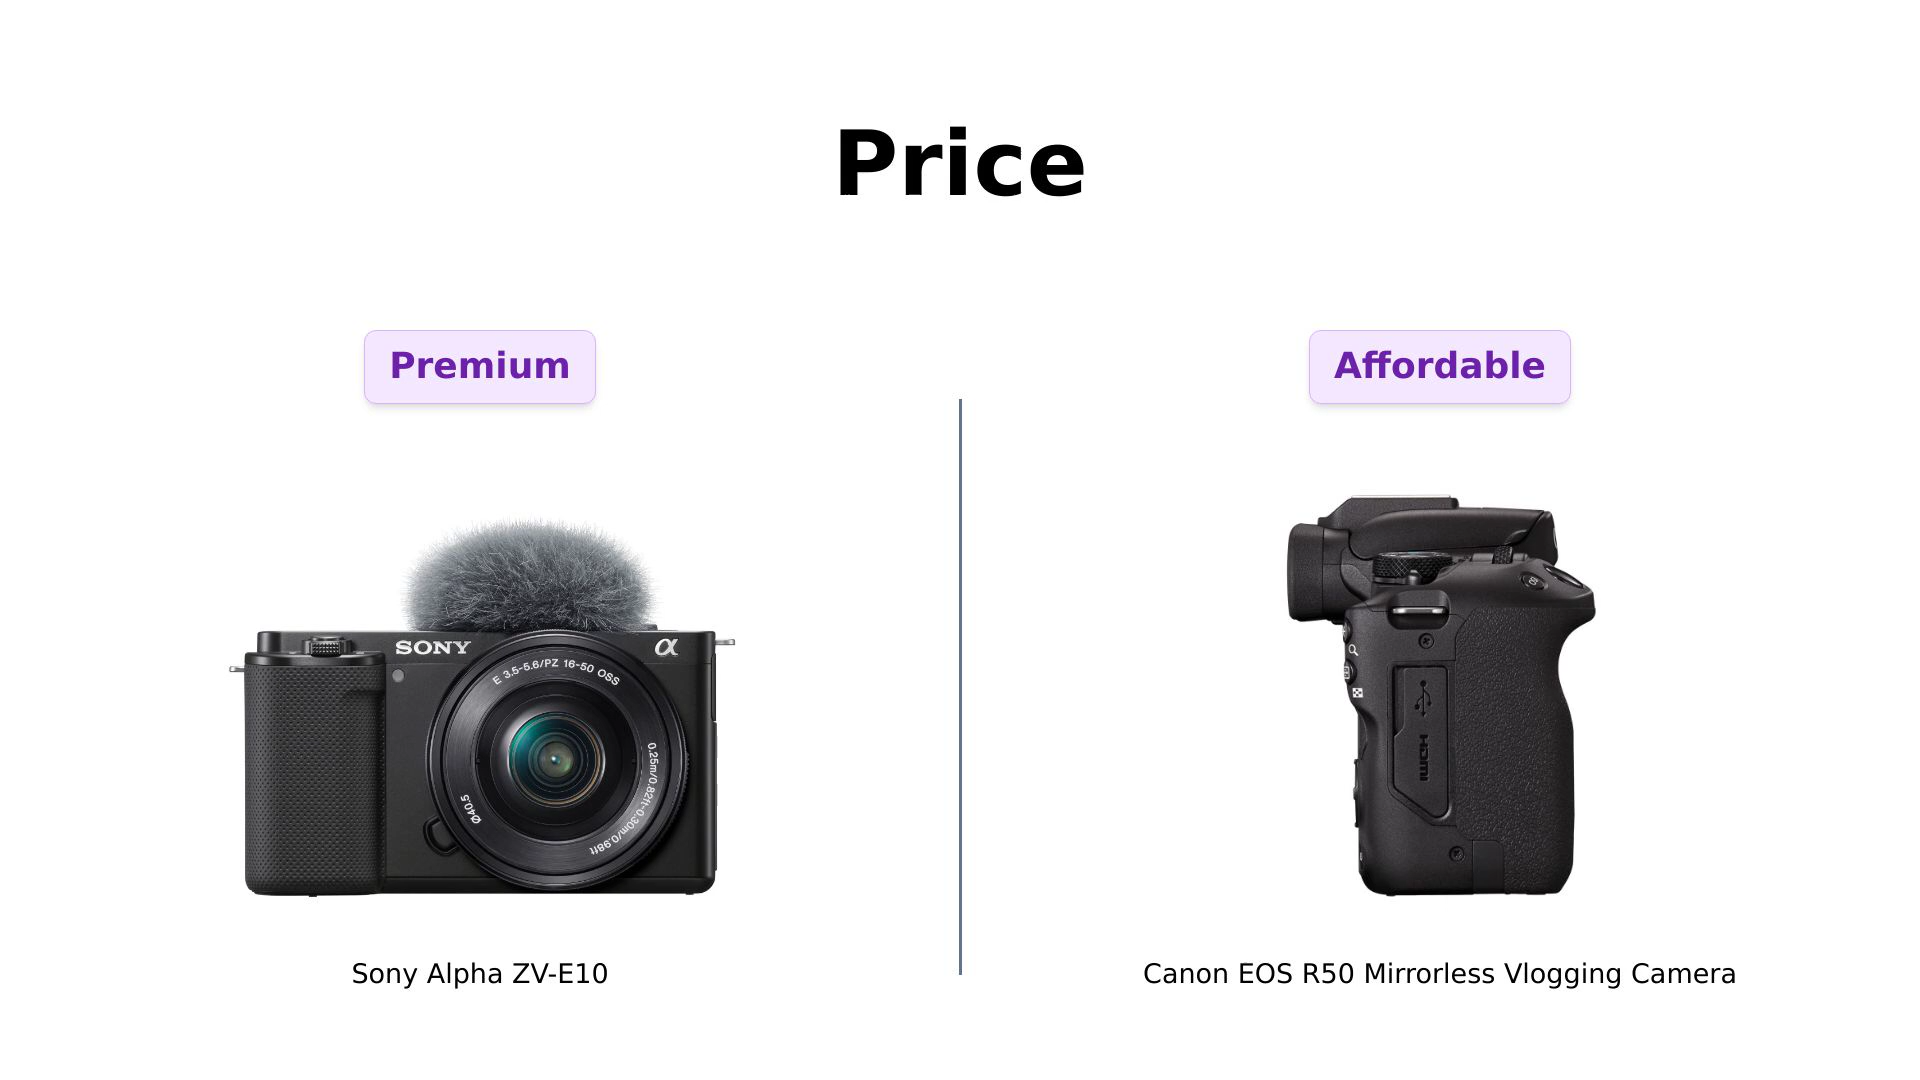 Price
Premium
Affordable
SONY
α
E 3.5-5.6/PZ 16-50 OSS
0.25m/0.82ft-0.30m/0.98ft
Ø40.5
HDMI
Sony Alpha ZV-E10
Canon EOS R50 Mirrorless Vlogging Camera